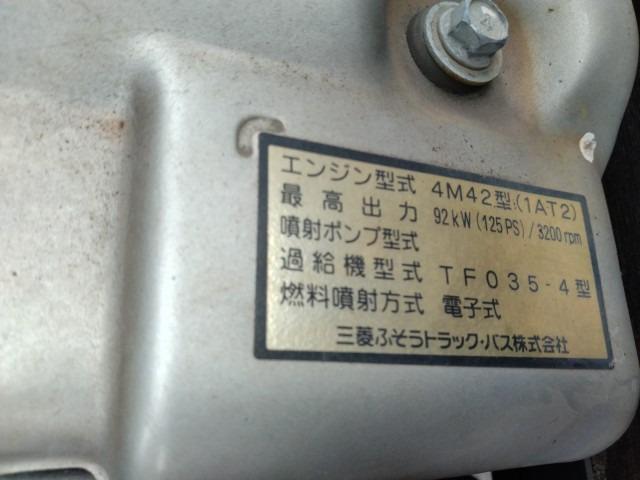 エンジン型式 4M42型(1AT2)
最高出力 92kW(125PS)/3200rpm
噴射ポンプ型式
過給機型式 TF035-4型
燃料噴射方式 電子式
三菱ふそうトラック・バス株式会社